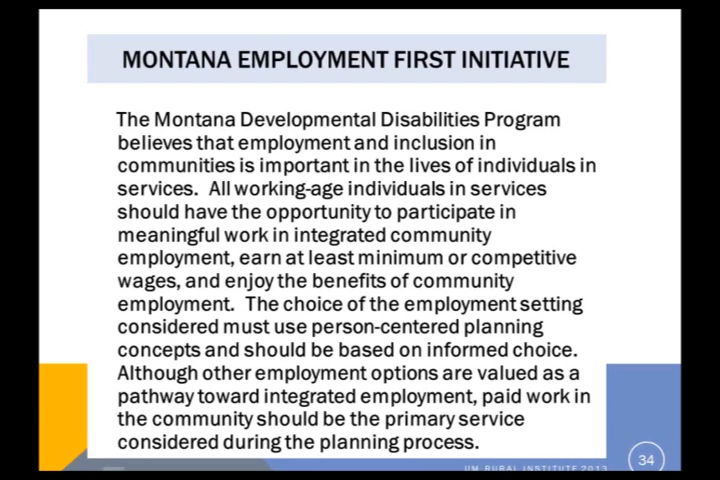 MONTANA EMPLOYMENT FIRST INITIATIVE
The Montana Developmental Disabilities Program
believes that employment and inclusion in
communities is important in the lives of individuals in
services. All working-age individuals in services
should have the opportunity to participate in
meaningful work in integrated community
employment, earn at least minimum or competitive
wages, and enjoy the benefits of community
employment. The choice of the employment setting
considered must use person-centered planning
concepts and should be based on informed choice.
Although other employment options are valued as a
pathway toward integrated employment, paid work in
the community should be the primary service
considered during the planning process.
UM RURAL INSTITUTE 2013
34